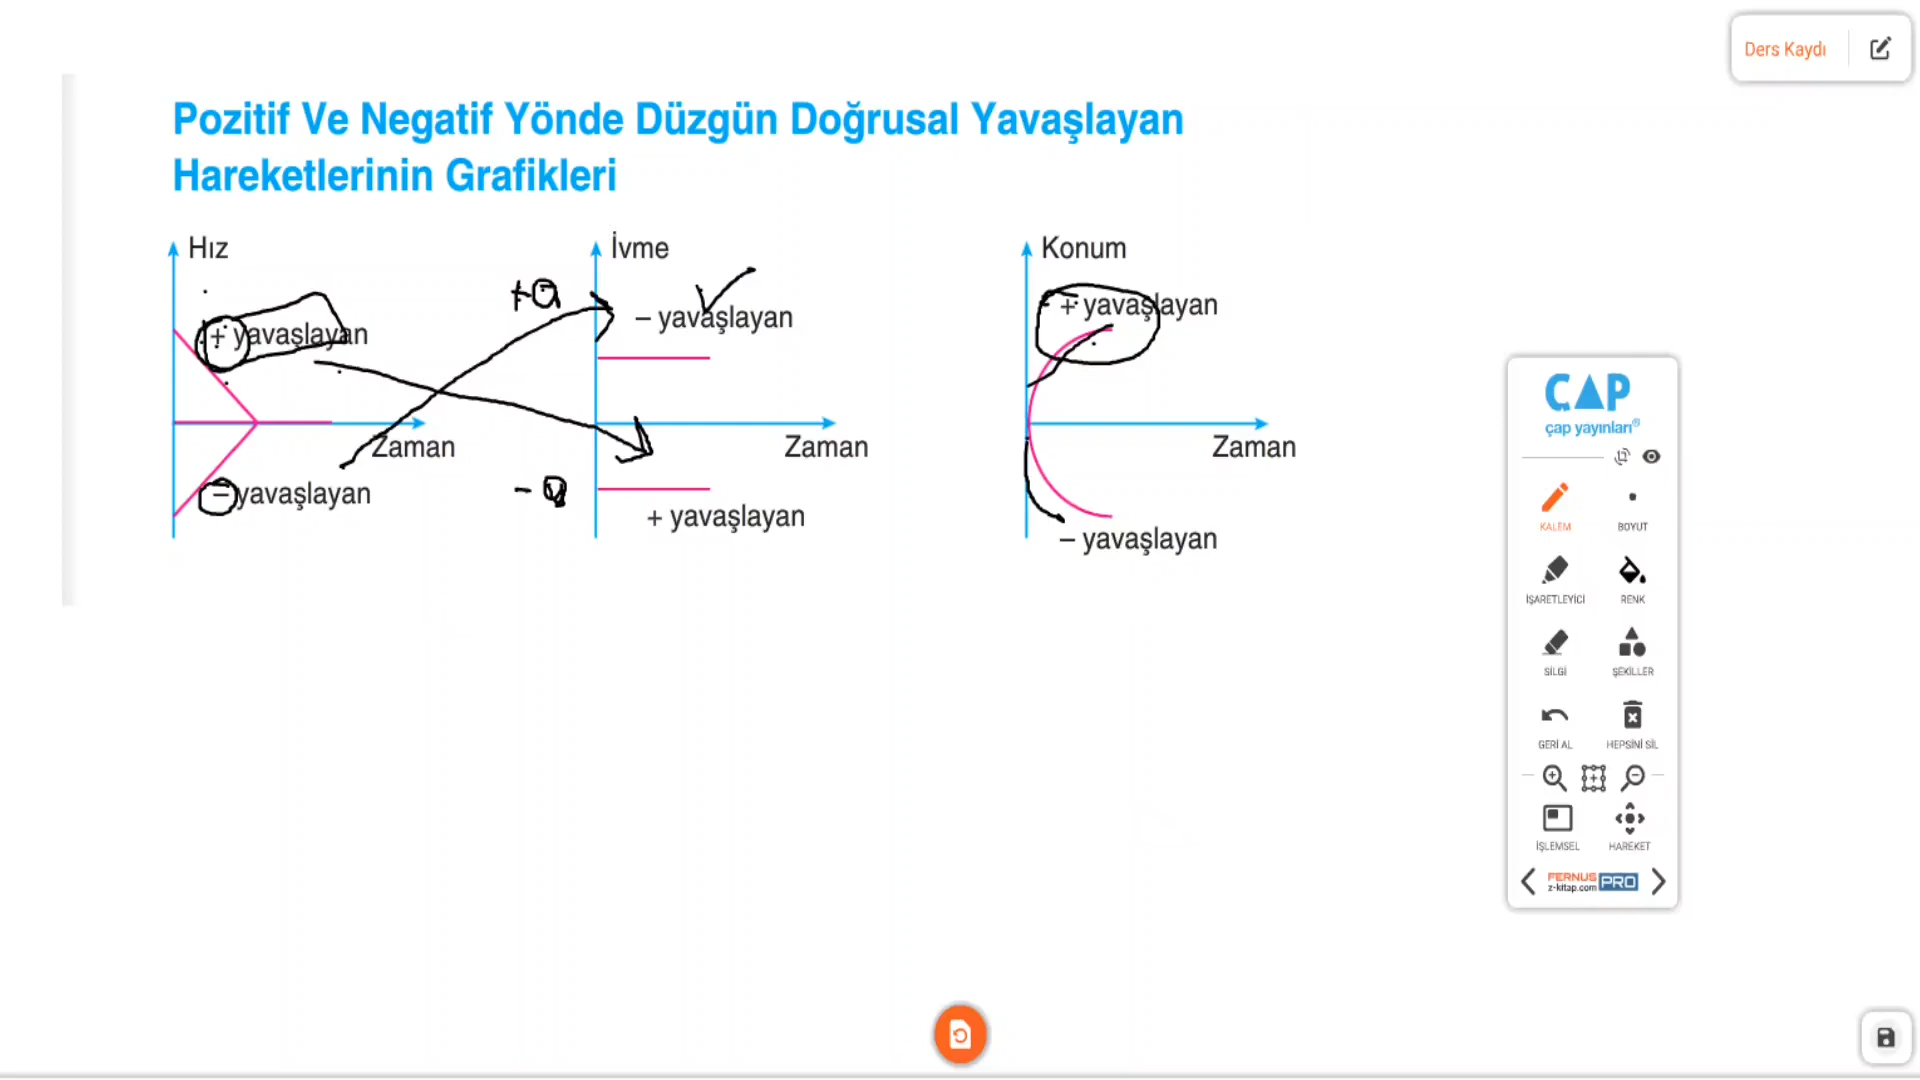 Ders Kaydı
Pozitif Ve Negatif Yönde Düzgün Doğrusal Yavaşlayan
Hareketlerinin Grafikleri
Hız
+ yavaşlayan
Zaman
– yavaşlayan
İvme
+a
– yavaşlayan
Zaman
+ yavaşlayan
Konum
+ yavaşlayan
Zaman
– yavaşlayan
ÇAP
çap yayınları®
KALEM
BOYUT
İŞARETLEYİCİ
RENK
SİLGİ
ŞEKİLLER
GERİ AL
HEPSİNİ SİL
İŞLEMSEL
HAREKET
FERNUS
z-kitap.com PRO